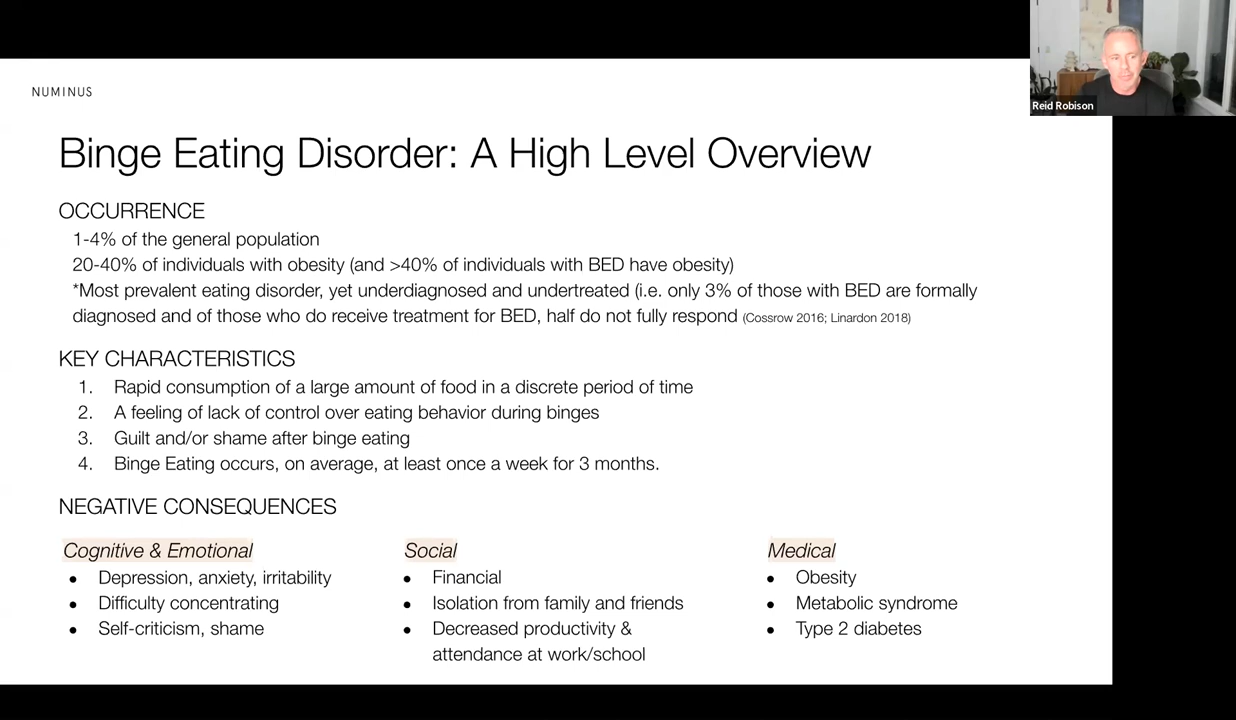 NUMINUS
Reid Robison
Binge Eating Disorder: A High Level Overview
OCCURRENCE
1-4% of the general population
20-40% of individuals with obesity (and >40% of individuals with BED have obesity)
*Most prevalent eating disorder, yet underdiagnosed and undertreated (i.e. only 3% of those with BED are formally
diagnosed and of those who do receive treatment for BED, half do not fully respond (Cossrow 2016; Linardon 2018)
KEY CHARACTERISTICS
1. Rapid consumption of a large amount of food in a discrete period of time
2. A feeling of lack of control over eating behavior during binges
3. Guilt and/or shame after binge eating
4. Binge Eating occurs, on average, at least once a week for 3 months.
NEGATIVE CONSEQUENCES
Cognitive & Emotional
• Depression, anxiety, irritability
• Difficulty concentrating
• Self-criticism, shame
Social
• Financial
• Isolation from family and friends
• Decreased productivity &
attendance at work/school
Medical
• Obesity
• Metabolic syndrome
• Type 2 diabetes